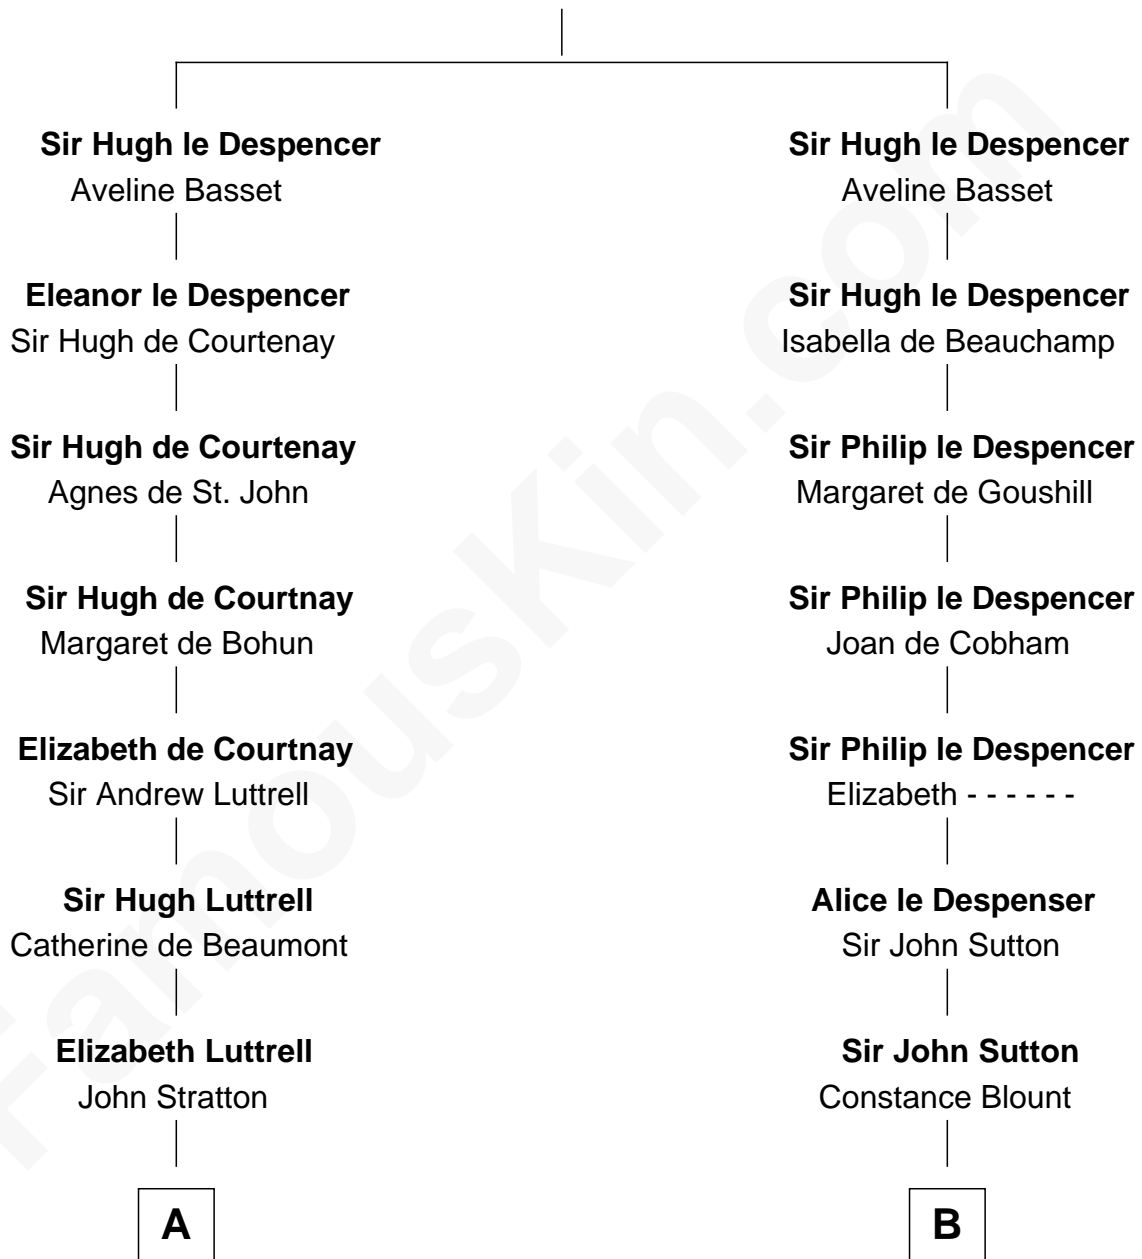 Sir Hugh le Despencer
Aveline Basset
Eleanor le Despencer
Sir Hugh de Courtenay
Sir Hugh de Courtenay
Agnes de St. John
Sir Hugh de Courtnay
Margaret de Bohun
Elizabeth de Courtnay
Sir Andrew Luttrell
Sir Hugh Luttrell
Catherine de Beaumont
Elizabeth Luttrell
John Stratton
A
Sir Hugh le Despencer
Aveline Basset
Sir Hugh le Despencer
Isabella de Beauchamp
Sir Philip le Despencer
Margaret de Goushill
Sir Philip le Despencer
Joan de Cobham
Sir Philip le Despencer
Elizabeth - - - - - -
Alice le Despenser
Sir John Sutton
Sir John Sutton
Constance Blount
B
FamousKin.com